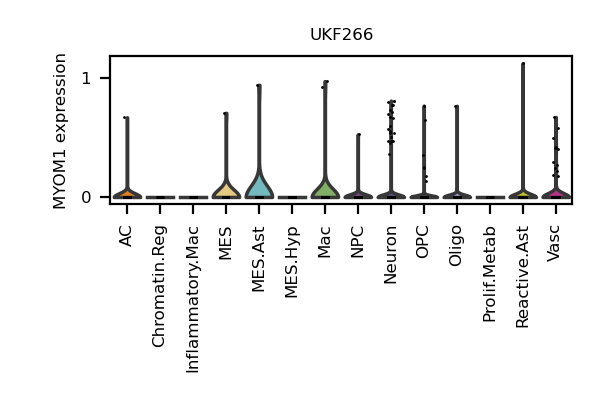 UKF266
MYOM1 expression
1
0
AC
Chromatin.Reg
Inflammatory.Mac
MES
MES.Ast
MES.Hyp
Mac
NPC
Neuron
OPC
Oligo
Prolif.Metab
Reactive.Ast
Vasc